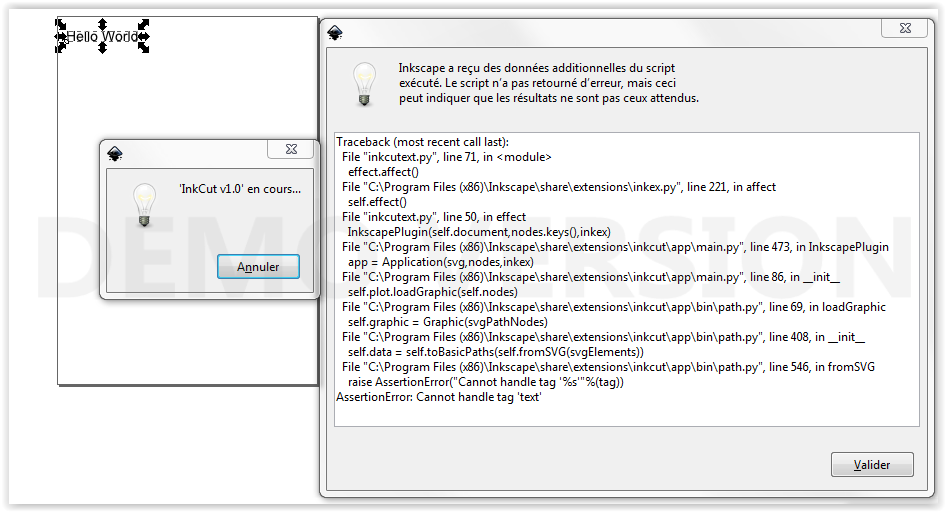 Hello World
Inkscape a reçu des données additionnelles du script
exécuté. Le script n’a pas retourné d’erreur, mais ceci
peut indiquer que les résultats ne sont pas ceux attendus.
Traceback (most recent call last):
File "inkcutext.py", line 71, in <module>
effect.affect()
File "C:\Program Files (x86)\Inkscape\share\extensions\inkex.py", line 221, in affect
self.effect()
File "inkcutext.py", line 50, in effect
InkscapePlugin(self.document,nodes.keys(),inkex)
File "C:\Program Files (x86)\Inkscape\share\extensions\inkcut\app\main.py", line 473, in InkscapePlugin
app = Application(svg,nodes,inkex)
File "C:\Program Files (x86)\Inkscape\share\extensions\inkcut\app\main.py", line 86, in __init__
self.plot.loadGraphic(self.nodes)
File "C:\Program Files (x86)\Inkscape\share\extensions\inkcut\app\bin\path.py", line 69, in loadGraphic
self.graphic = Graphic(svgPathNodes)
File "C:\Program Files (x86)\Inkscape\share\extensions\inkcut\app\bin\path.py", line 408, in __init__
self.data = self.toBasicPaths(self.fromSVG(svgElements))
File "C:\Program Files (x86)\Inkscape\share\extensions\inkcut\app\bin\path.py", line 546, in fromSVG
raise AssertionError("Cannot handle tag '%s'"%(tag))
AssertionError: Cannot handle tag 'text'
Valider
'InkCut v1.0' en cours...
Annuler
DEMO VERSION